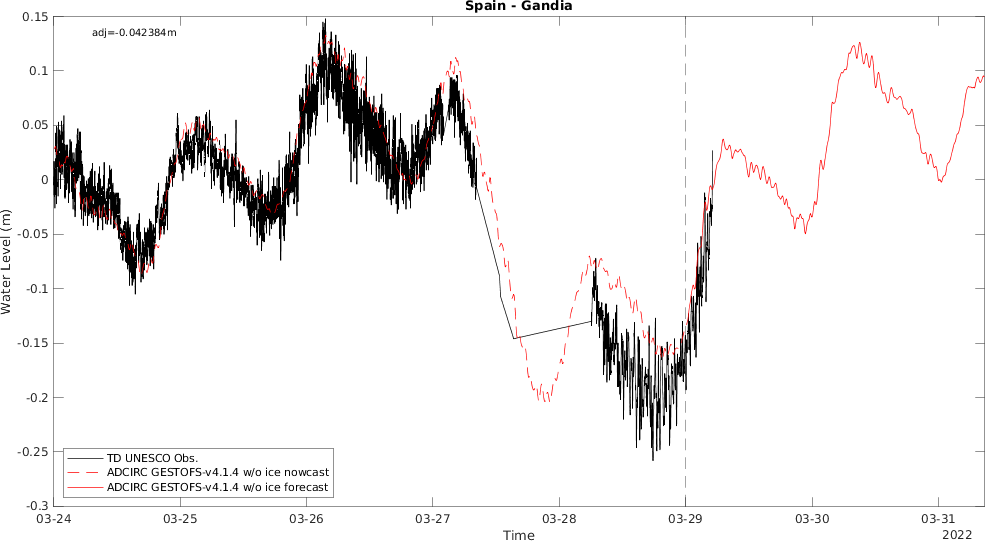 Spain - Gandia
adj=-0.042384m
0.15
0.1
0.05
0
-0.05
-0.1
-0.15
-0.2
-0.25
-0.3
Water Level (m)
TD UNESCO Obs.
ADCIRC GESTOFS-v4.1.4 w/o ice nowcast
ADCIRC GESTOFS-v4.1.4 w/o ice forecast
03-24 03-25 03-26 03-27 03-28 03-29 03-30 03-31
Time
2022